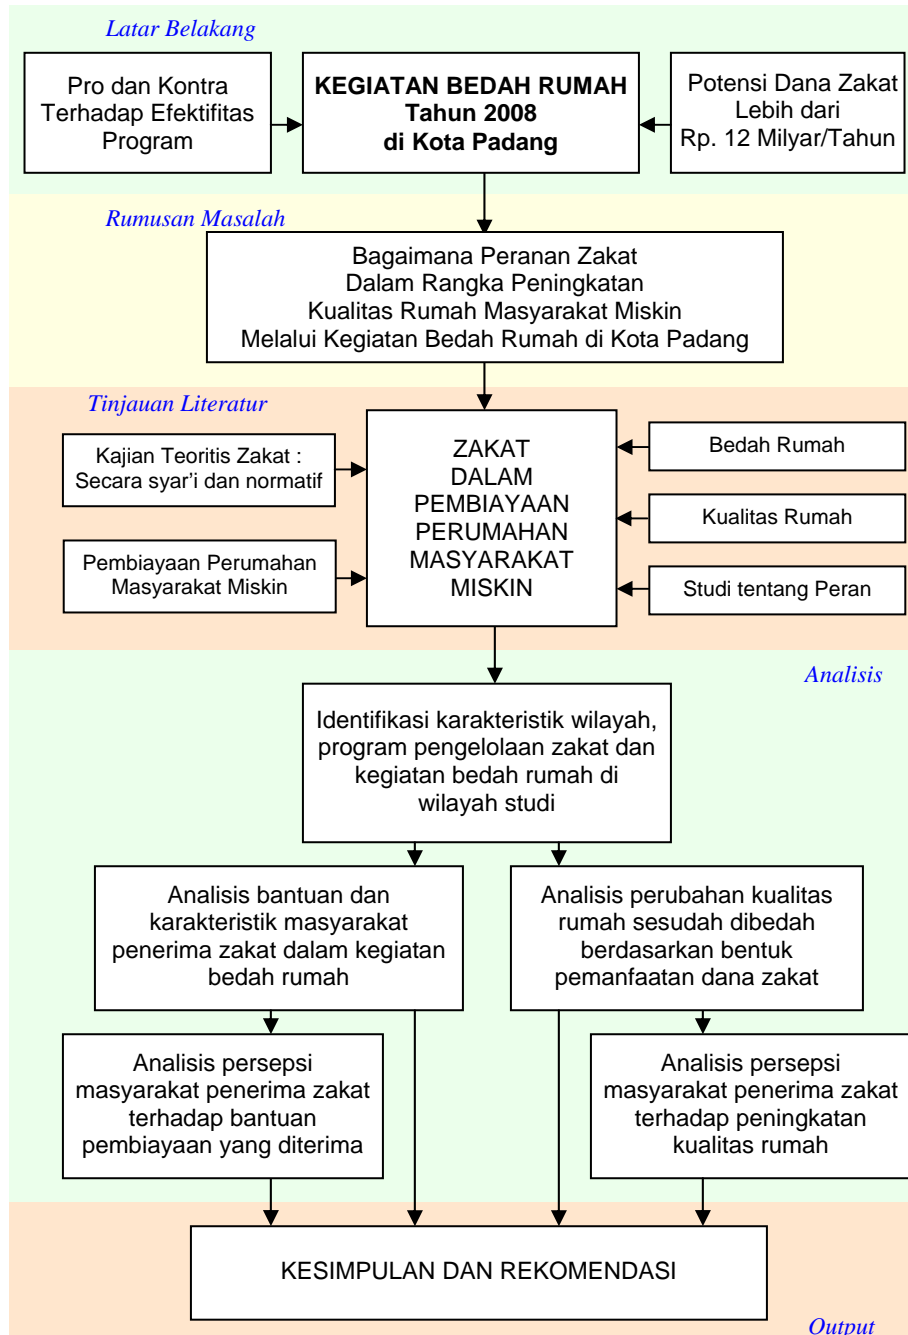 Latar Belakang
Pro dan Kontra
Terhadap Efektifitas
Program
KEGIATAN BEDAH RUMAH
Tahun 2008
di Kota Padang
Potensi Dana Zakat
Lebih dari
Rp. 12 Milyar/Tahun
Rumusan Masalah
Bagaimana Peranan Zakat
Dalam Rangka Peningkatan
Kualitas Rumah Masyarakat Miskin
Melalui Kegiatan Bedah Rumah di Kota Padang
Tinjauan Literatur
Kajian Teoritis Zakat :
Secara syar'i dan normatif
Pembiayaan Perumahan
Masyarakat Miskin
ZAKAT
DALAM
PEMBIAYAAN
PERUMAHAN
MASYARAKAT
MISKIN
Bedah Rumah
Kualitas Rumah
Studi tentang Peran
Analisis
Identifikasi karakteristik wilayah,
program pengelolaan zakat dan
kegiatan bedah rumah di
wilayah studi
Analisis bantuan dan
karakteristik masyarakat
penerima zakat dalam kegiatan
bedah rumah
Analisis perubahan kualitas
rumah sesudah dibedah
berdasarkan bentuk
pemanfaatan dana zakat
Analisis persepsi
masyarakat penerima zakat
terhadap bantuan
pembiayaan yang diterima
Analisis persepsi
masyarakat penerima zakat
terhadap peningkatan
kualitas rumah
KESIMPULAN DAN REKOMENDASI
Output